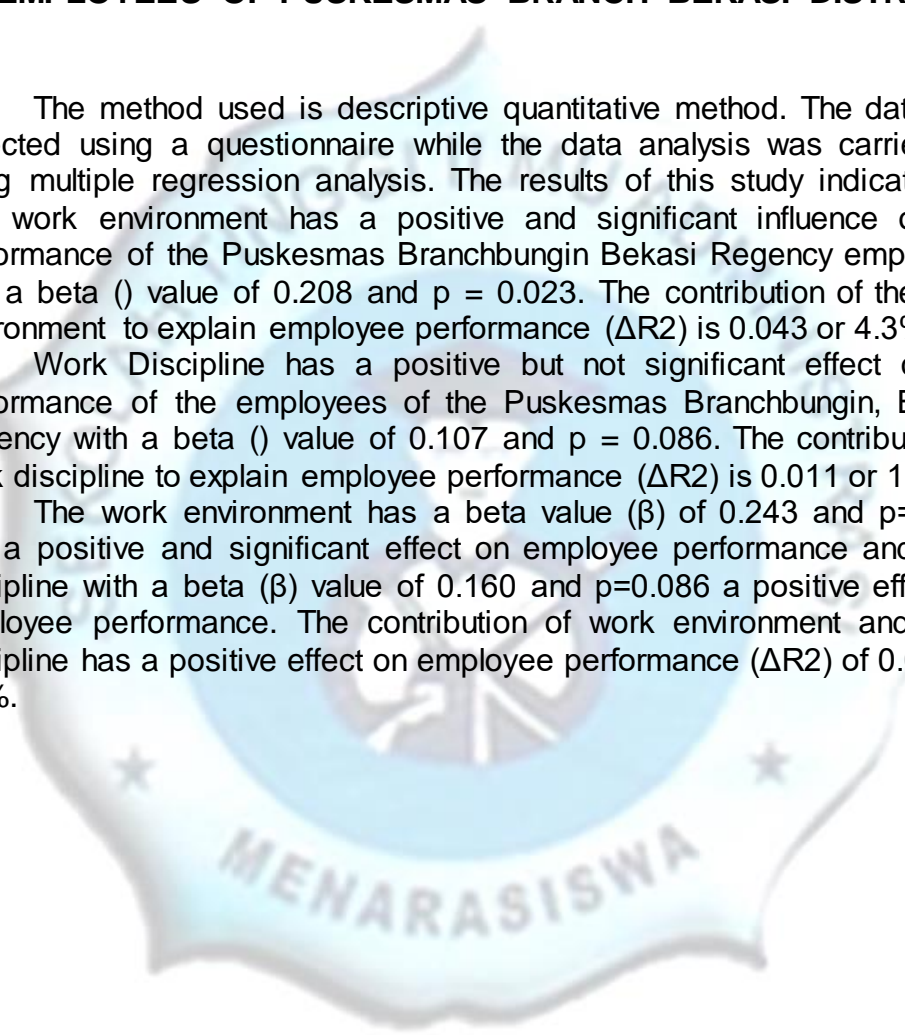 EMPLOYEES OF PUSKESMAS BRANCH BEKASI DISTR
The method used is descriptive quantitative method. The dat
cted using a questionnaire while the data analysis was carrie
g multiple regression analysis. The results of this study indicat
work environment has a positive and significant influence o
ormance of the Puskesmas Branchbungin Bekasi Regency emp
a beta () value of 0.208 and p = 0.023. The contribution of the
ronment to explain employee performance (ΔR2) is 0.043 or 4.3%
Work Discipline has a positive but not significant effect o
ormance of the employees of the Puskesmas Branchbungin, B
ency with a beta () value of 0.107 and p = 0.086. The contribu
k discipline to explain employee performance (ΔR2) is 0.011 or 1
The work environment has a beta value (β) of 0.243 and p=
a positive and significant effect on employee performance and
ipline with a beta (β) value of 0.160 and p=0.086 a positive eff
loyee performance. The contribution of work environment and
ipline has a positive effect on employee performance (ΔR2) of 0.
%.
MENARASISWA